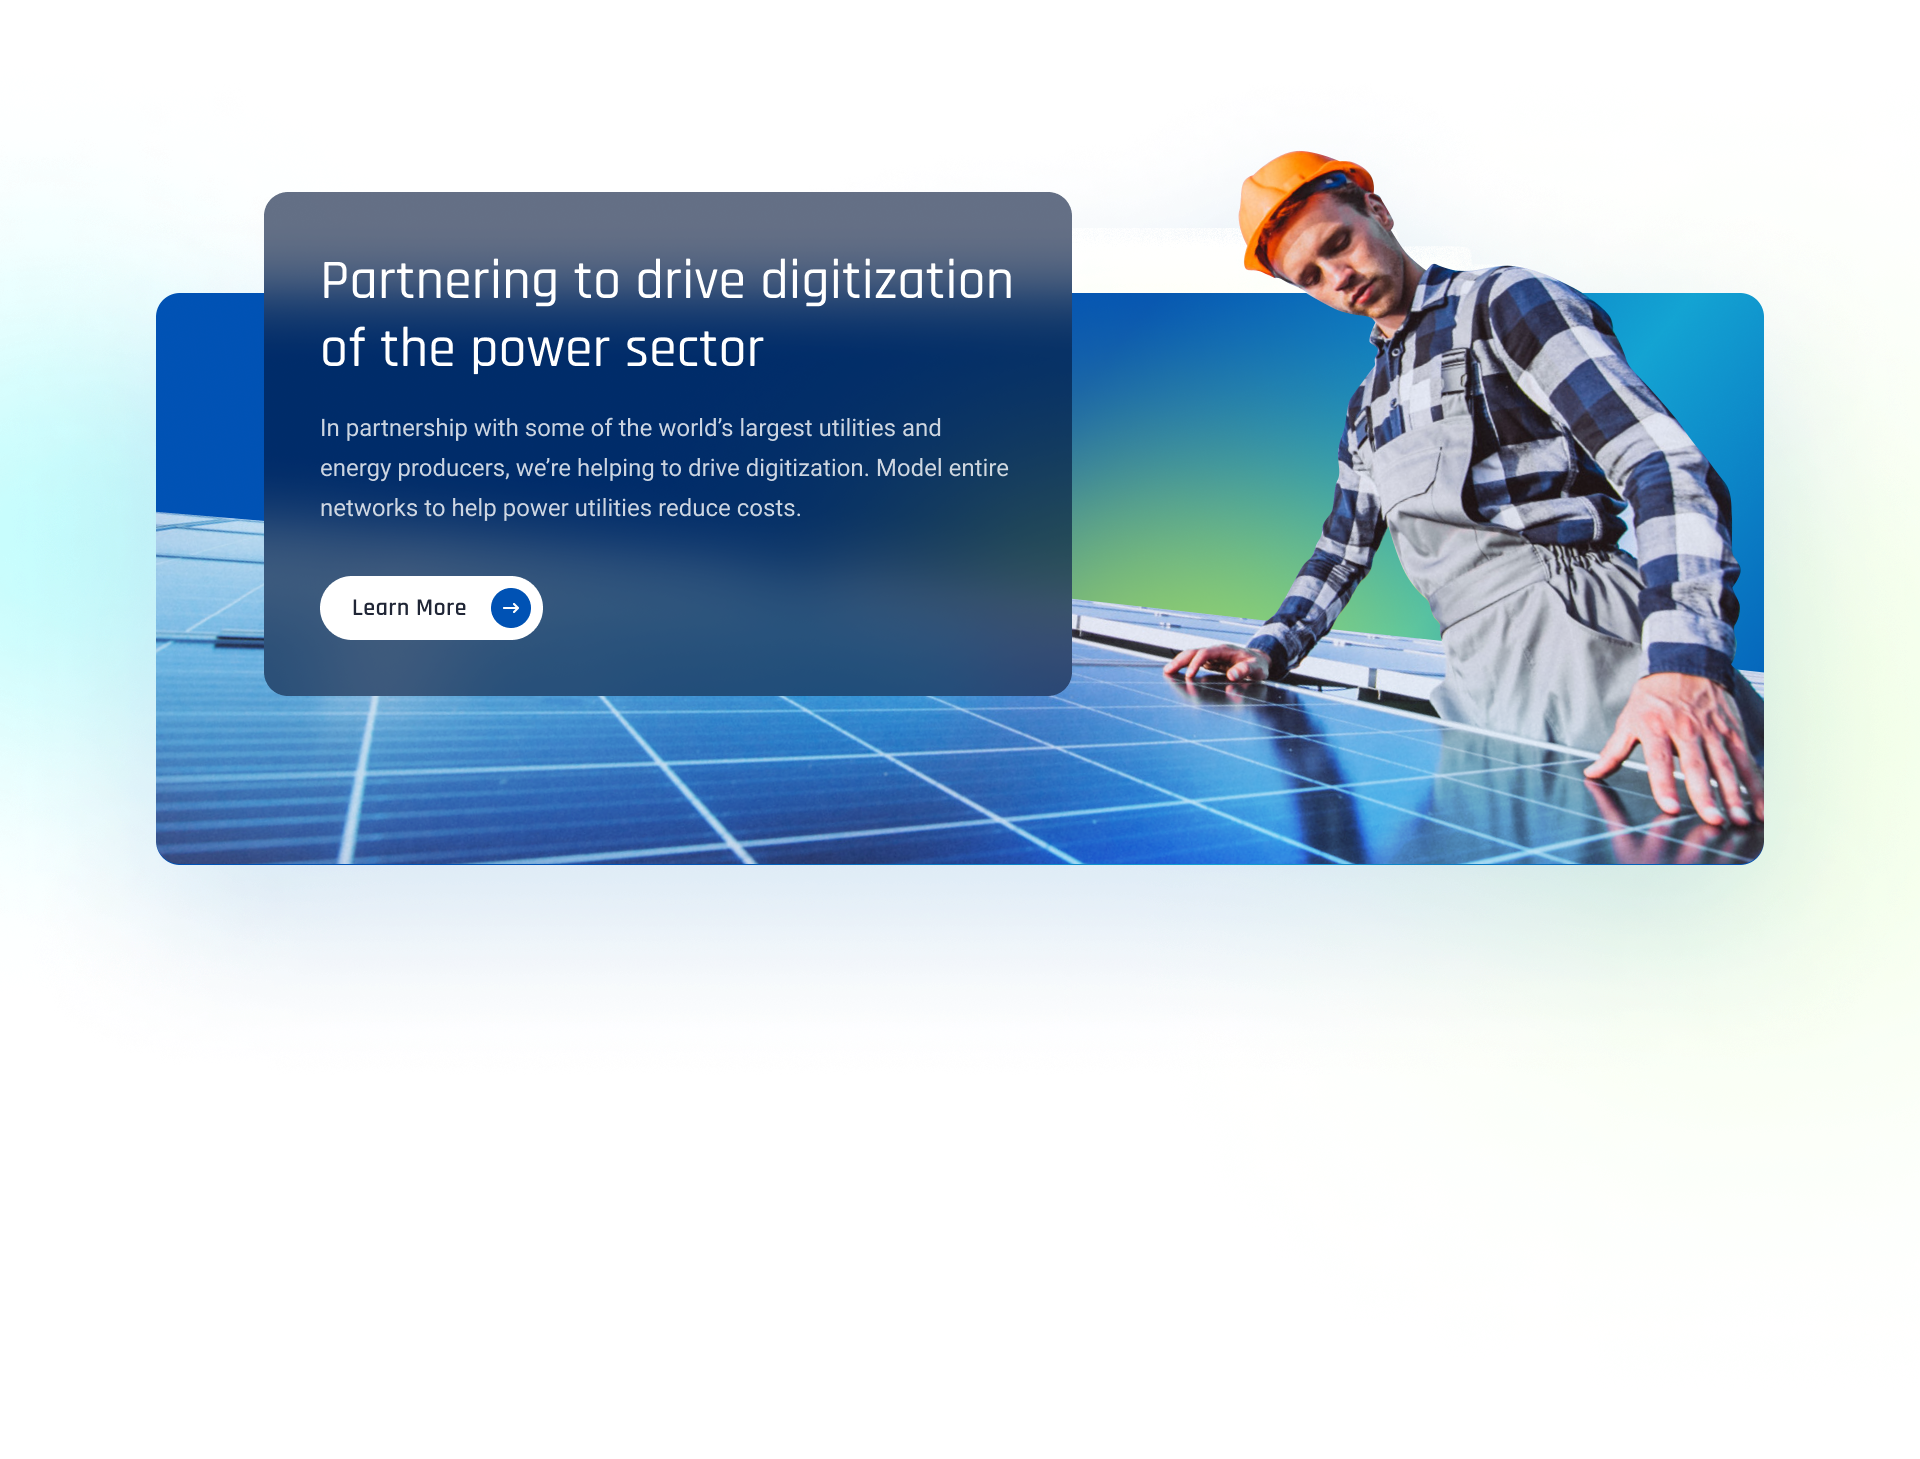 Partnering to drive digitization
of the power sector
In partnership with some of the world’s largest utilities and
energy producers, we’re helping to drive digitization. Model entire
networks to help power utilities reduce costs.
Learn More